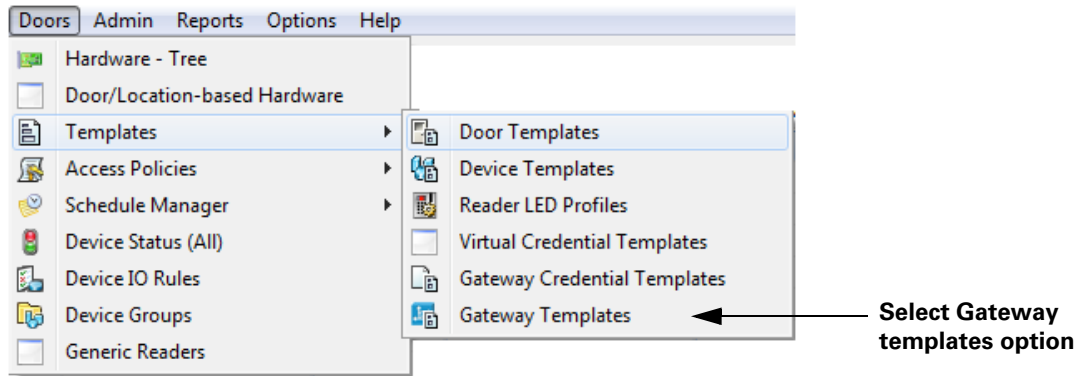 Doors Admin Reports Options Help
Hardware - Tree
Door/Location-based Hardware
Templates
Access Policies
Schedule Manager
Device Status (All)
Device IO Rules
Device Groups
Generic Readers
Door Templates
Device Templates
Reader LED Profiles
Virtual Credential Templates
Gateway Credential Templates
Gateway Templates
Select Gateway
templates option